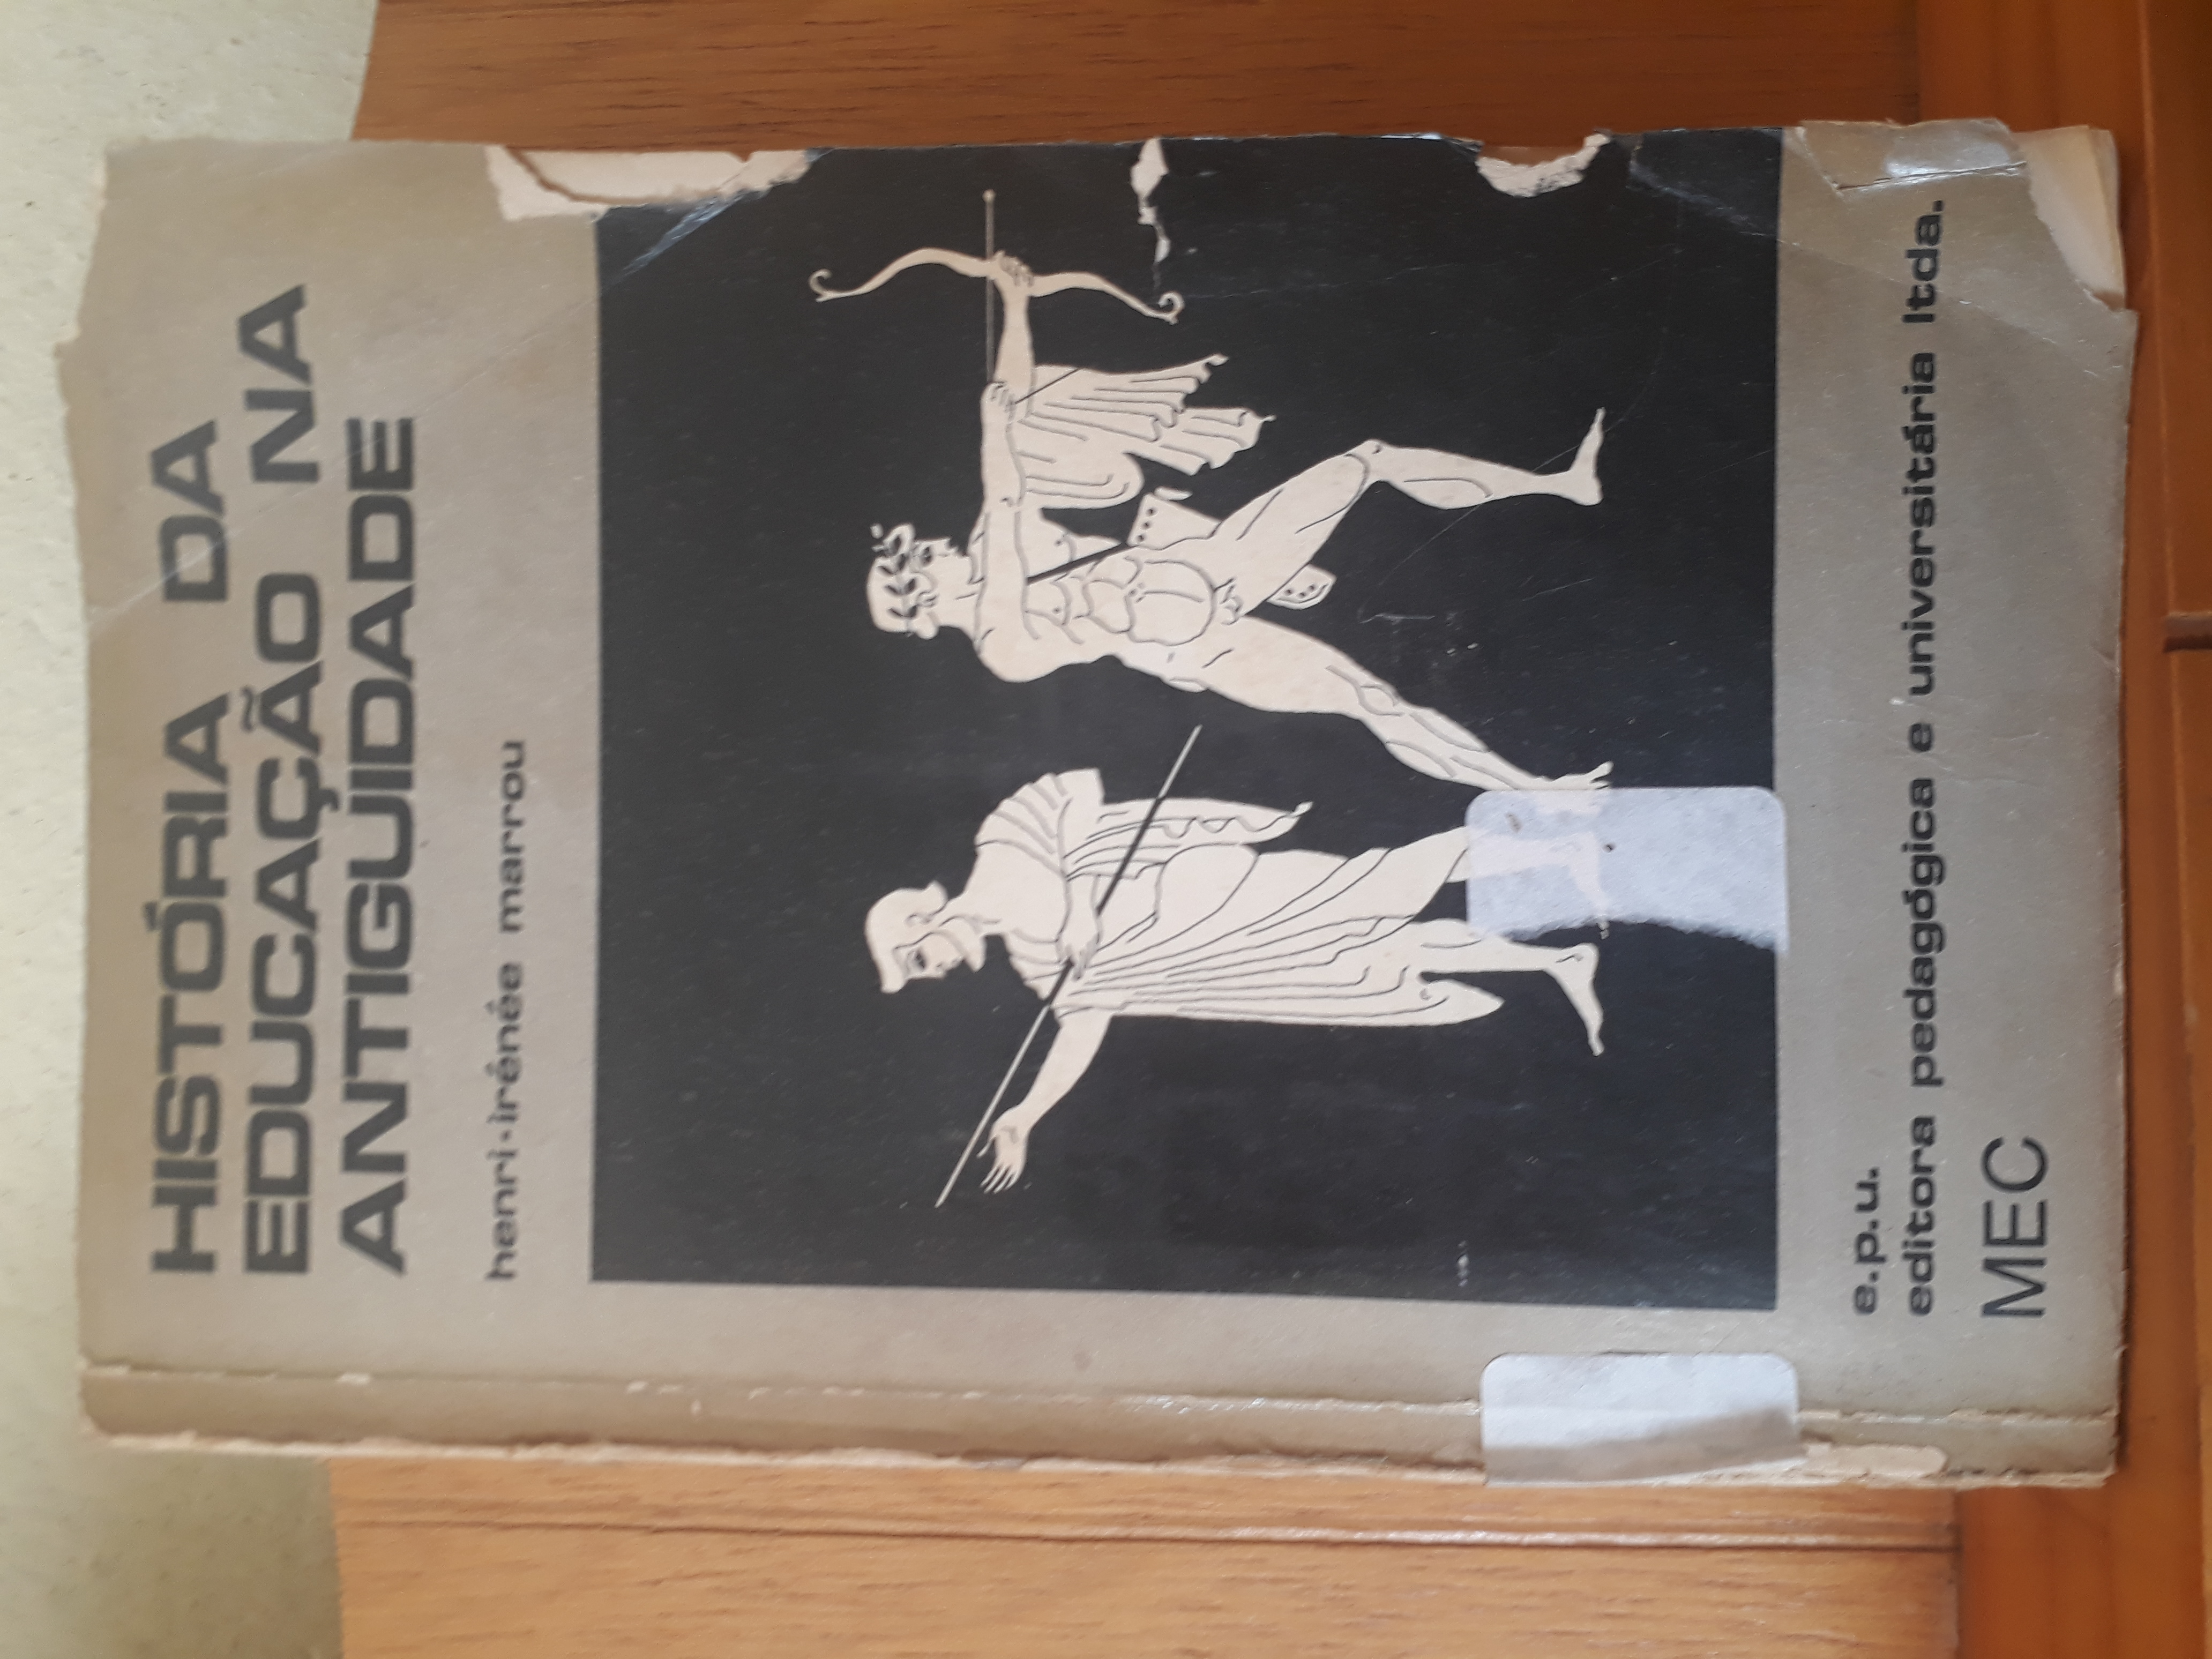 HISTÓRIA DA
EDUCAÇÃO NA
ANTIGUIDADE
henri-irénée marrou
e.p.u.
editora pedagógica e universitária ltda.
MEC